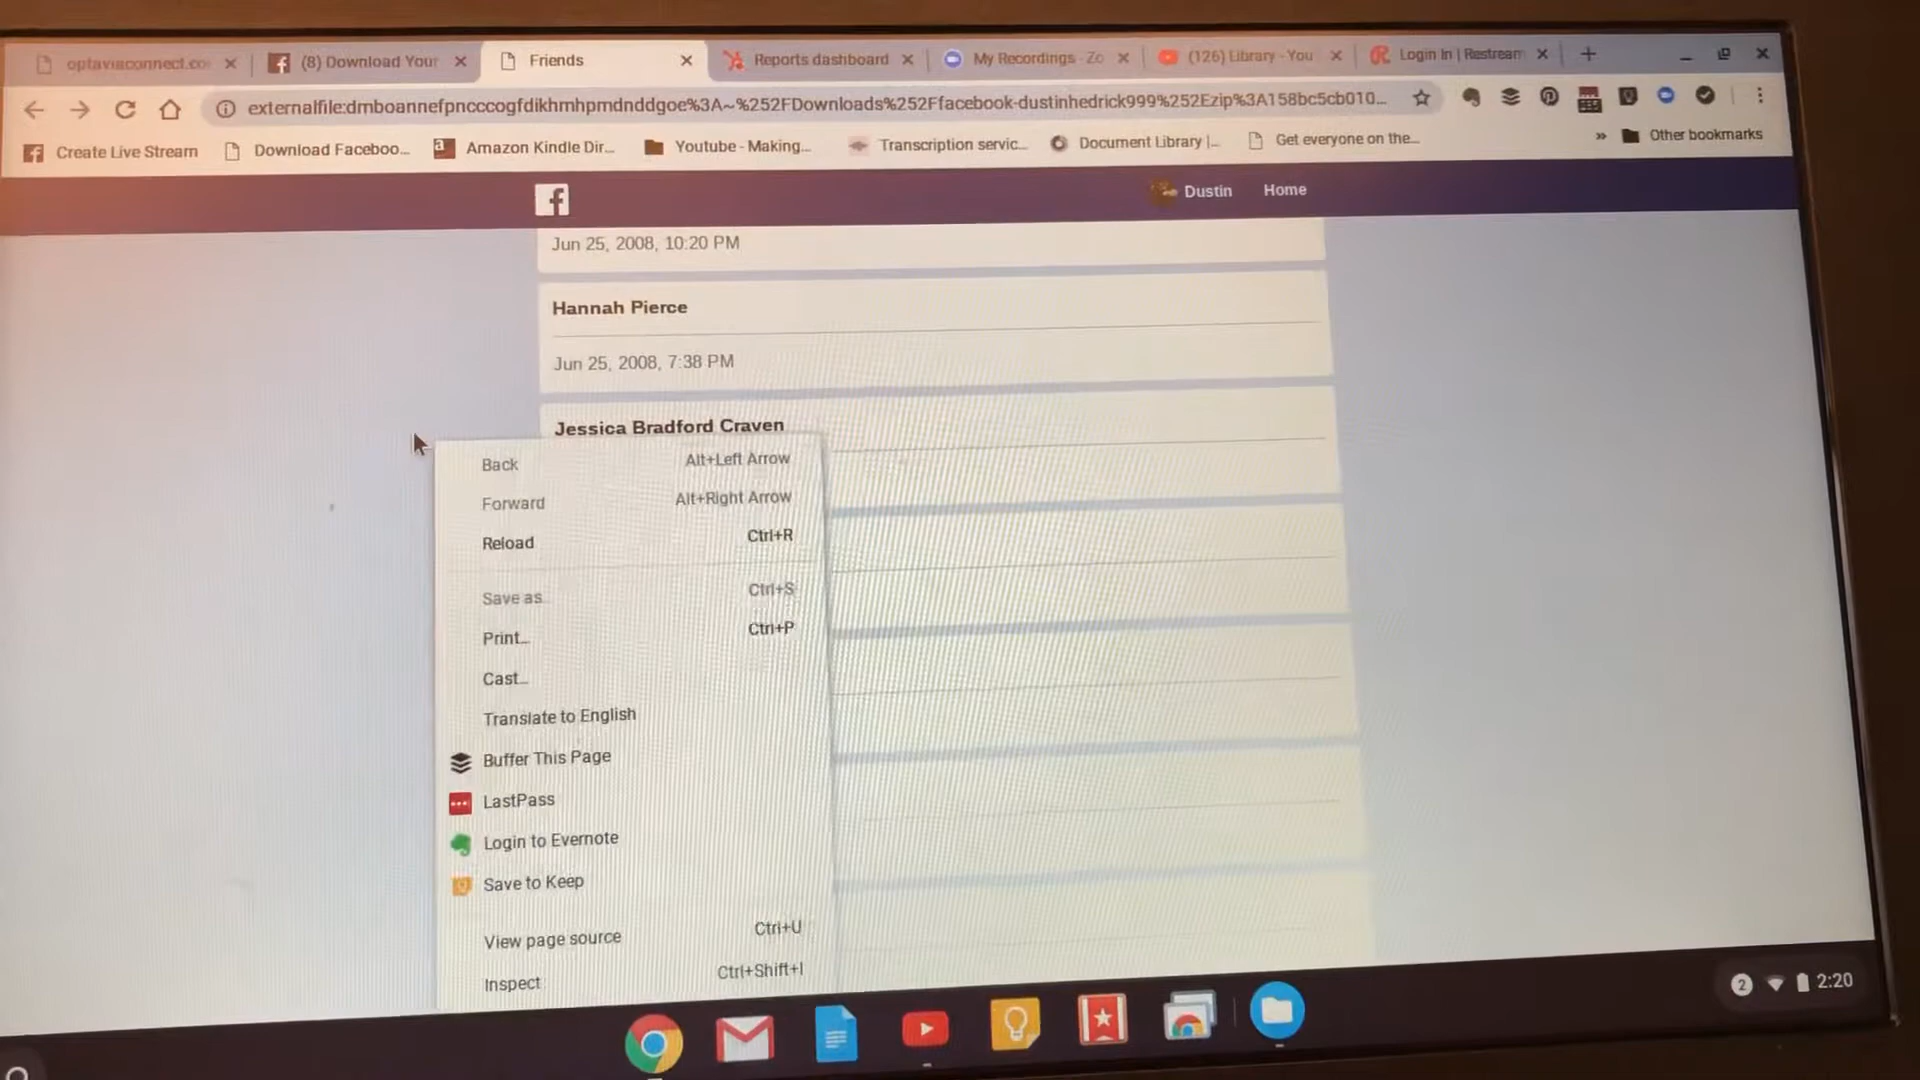 optaviaconnect.co
(8) Download Your
Friends
Reports dashboard
My Recordings - Zo
(126) Library - You
Login In | Restream
externalfile:dmboannefpncccogfdikhmhpmdnddgoe%3A~%252FDownloads%252Ffacebook-dustinhedrick999%252Ezip%3A158bc5cb010...
Create Live Stream
Download Faceboo...
Amazon Kindle Dir...
Youtube - Making...
Transcription servic...
Document Library |...
Get everyone on the...
»
Other bookmarks
Dustin
Home
Jun 25, 2008, 10:20 PM
Hannah Pierce
Jun 25, 2008, 7:38 PM
Jessica Bradford Craven
Back Alt+Left Arrow
Forward Alt+Right Arrow
Reload Ctrl+R
Save as... Ctrl+S
Print... Ctrl+P
Cast...
Translate to English
Buffer This Page
LastPass
Login to Evernote
Save to Keep
View page source Ctrl+U
Inspect Ctrl+Shift+I
2
2:20